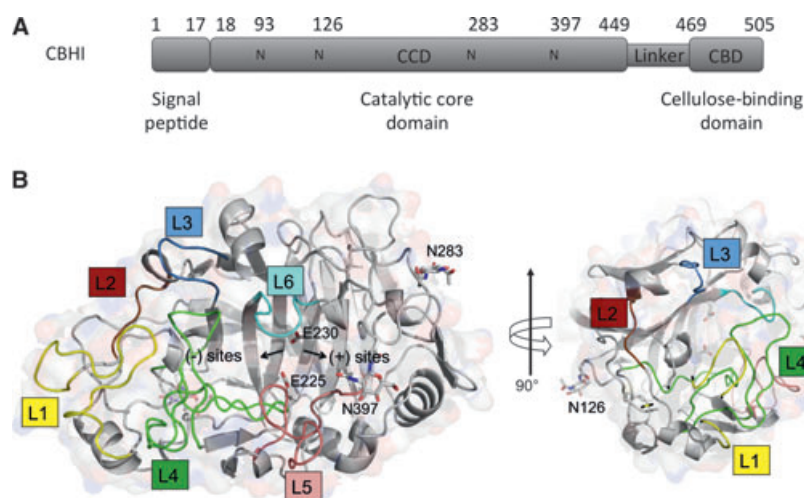 A
1 17 18 93 126 283 397 449 469 505
CBHI N N CCD N N Linker CBD
Signal peptide
Catalytic core domain
Cellulose-binding domain
B
L3
L2
L6
N283
E230
(-) sites
(+) sites
E225
N397
L1
L4
L5
90°
L3
L2
L4
N126
L1